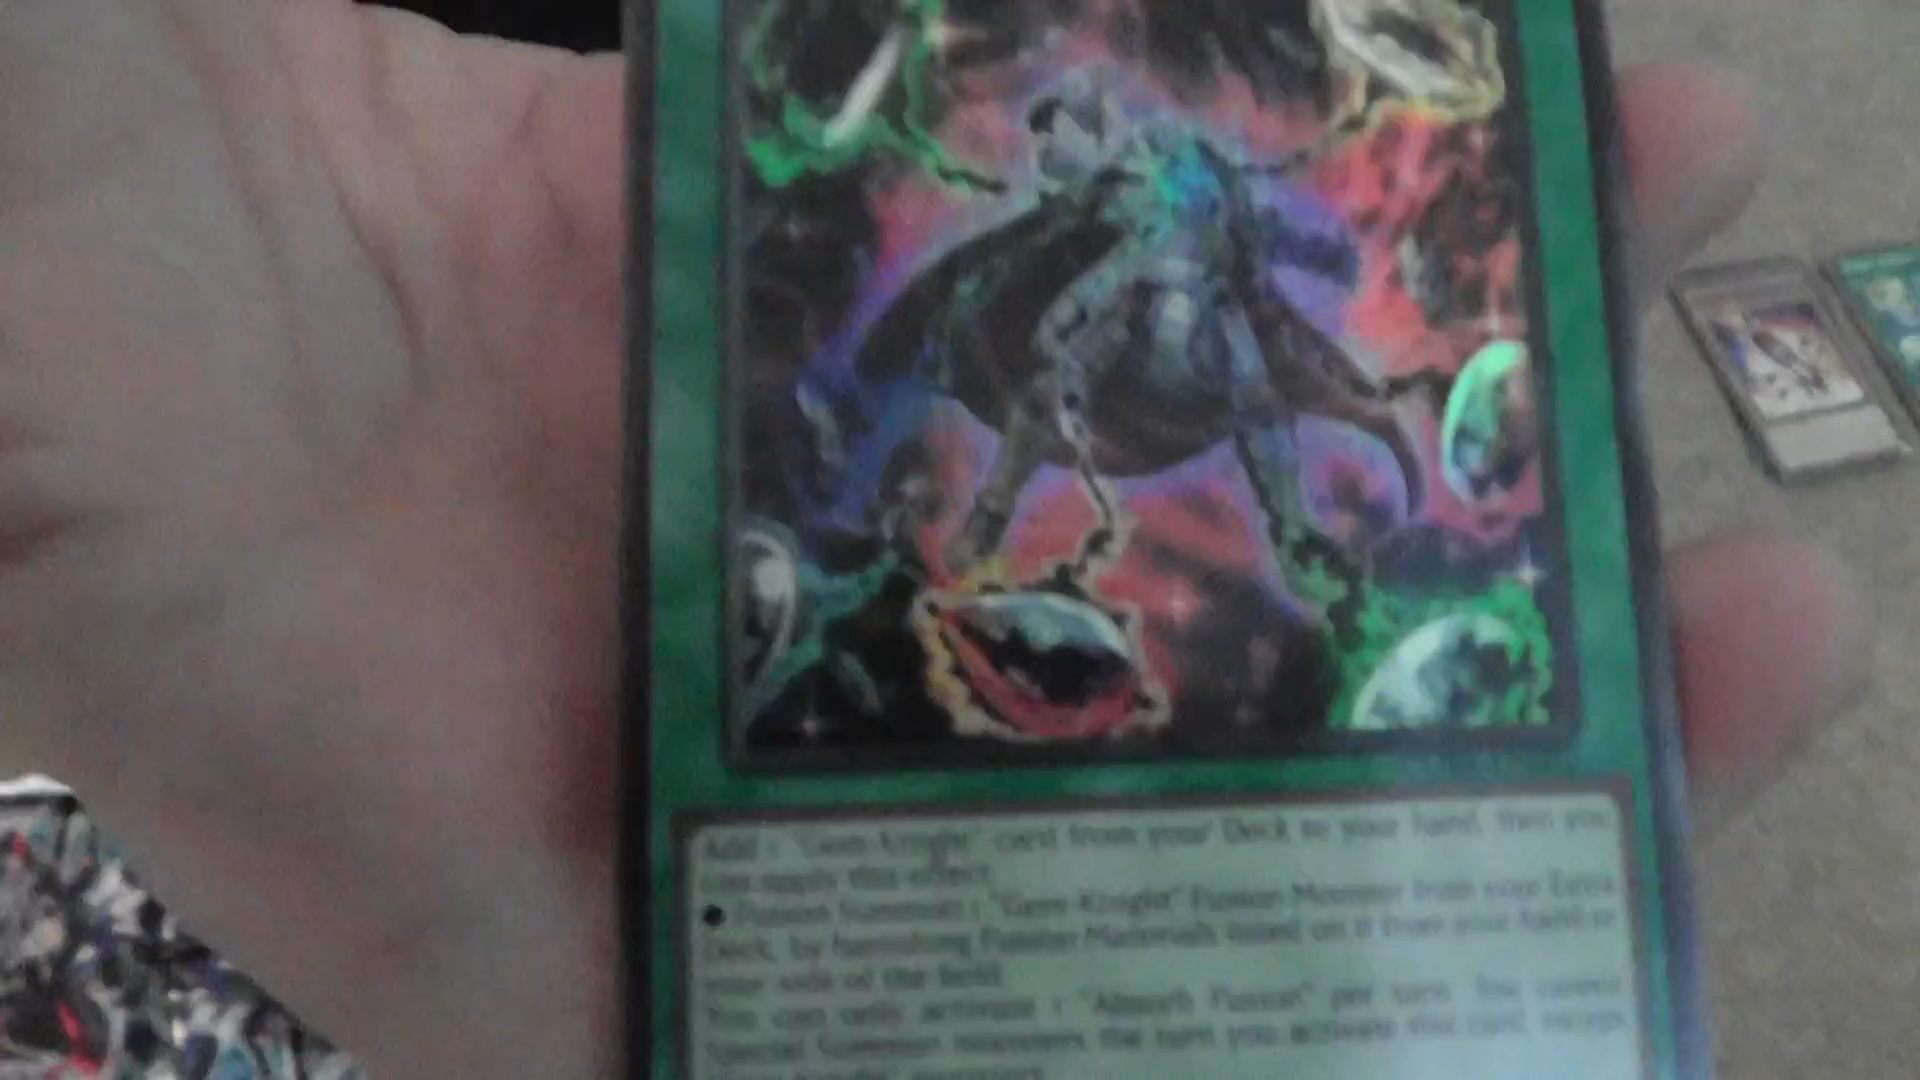 Add 1 "Gem-Knight" card from your Deck to your hand, then you
can apply this effect.
● Fusion Summon 1 "Gem-Knight" Fusion Monster from your Extra
Deck, by banishing Fusion Materials listed on it from your hand or
your side of the field.
You can only activate 1 "Absorb Fusion" per turn. You cannot
Special Summon monsters the turn you activate this card, except
"Gem-Knight" monsters.